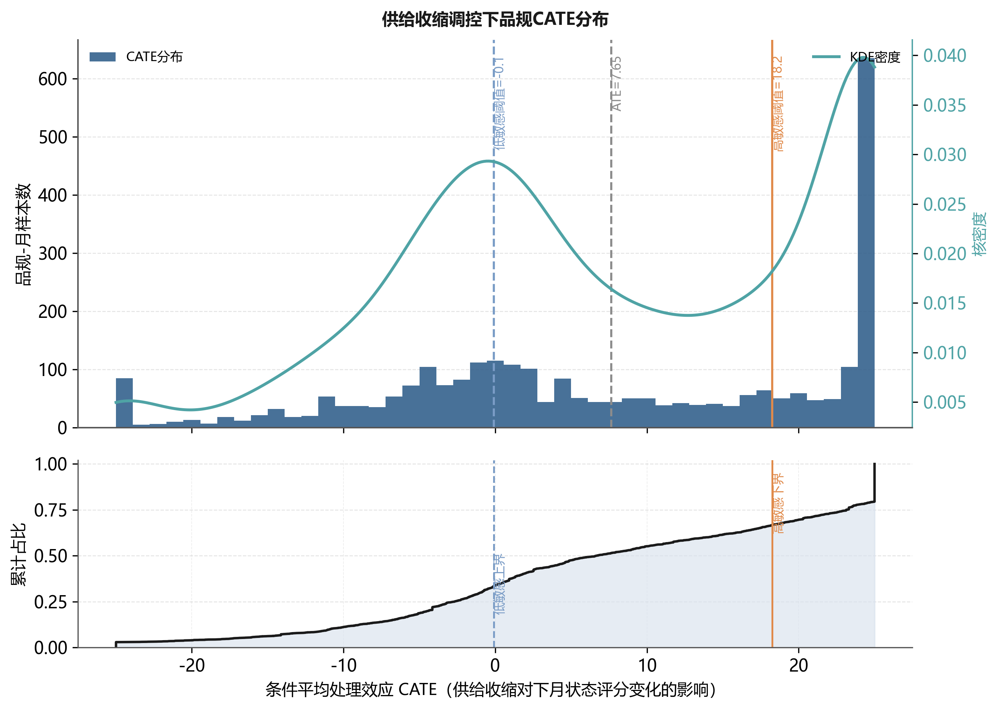 供给收缩调控下品规CATE分布
CATE分布
KDE密度
低敏感阈值=-0.1
ATE=7.65
高敏感阈值=18.2
600
500
400
300
200
100
0
品规-月样本数
0.040
0.035
0.030
0.025
0.020
0.015
0.010
0.005
核密度
1.00
0.75
0.50
0.25
0.00
累计占比
低敏感上界
高敏感下界
-20
-10
0
10
20
条件平均处理效应 CATE（供给收缩对下月状态评分变化的影响）